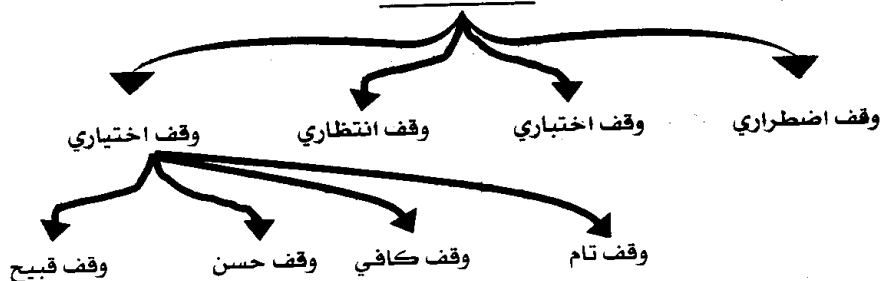 وقف اضطراري وقف اختباري وقف انتظاري وقف اختياري
وقف تام وقف كافي وقف حسن وقف قبيح